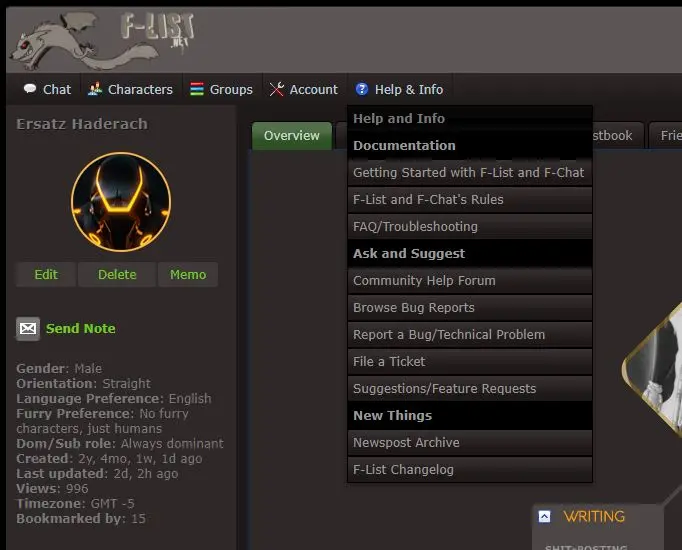 F-LIST
.NET
Chat
Characters
Groups
Account
Help & Info
Ersatz Haderach
Edit
Delete
Memo
Send Note
Gender: Male
Orientation: Straight
Language Preference: English
Furry Preference: No furry
characters, just humans
Dom/Sub role: Always dominant
Created: 2y, 4mo, 1w, 1d ago
Last updated: 2d, 2h ago
Views: 996
Timezone: GMT -5
Bookmarked by: 15
Overview
Help and Info
Documentation
Getting Started with F-List and F-Chat
F-List and F-Chat's Rules
FAQ/Troubleshooting
Ask and Suggest
Community Help Forum
Browse Bug Reports
Report a Bug/Technical Problem
File a Ticket
Suggestions/Feature Requests
New Things
Newspost Archive
F-List Changelog
stbook
Frie
WRITING
SHIT-POSTING